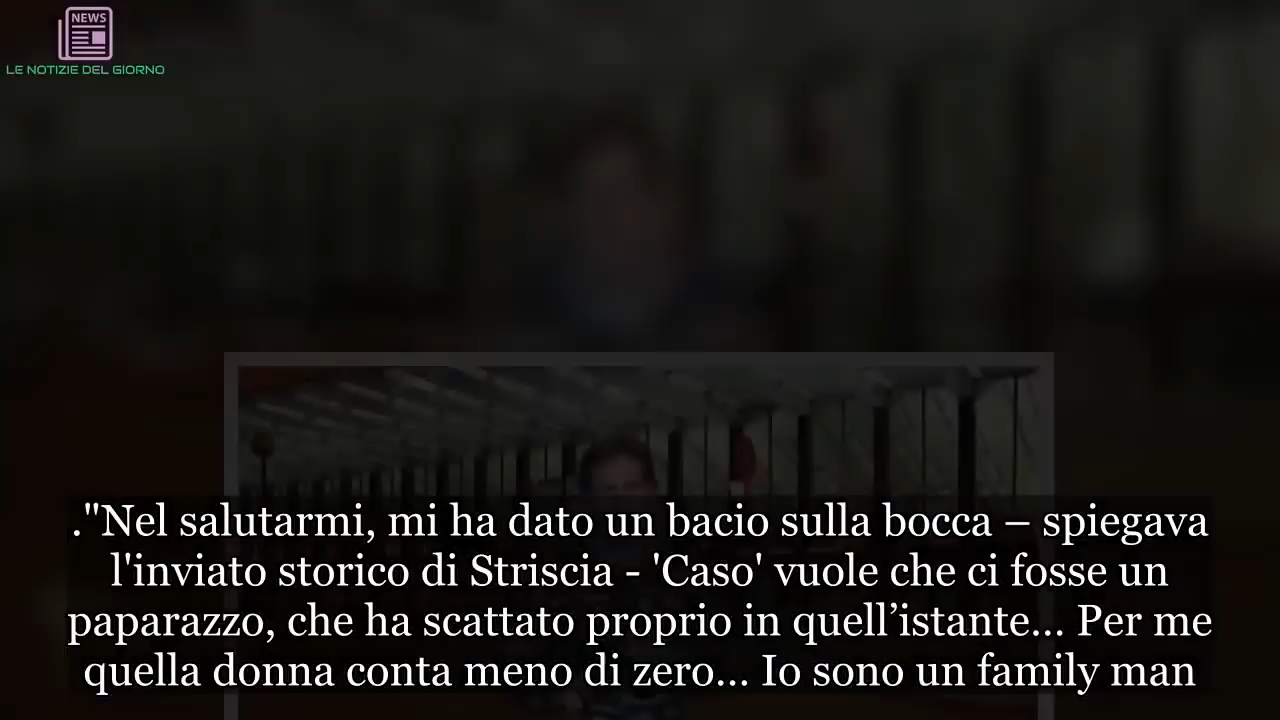 NEWS
LE NOTIZIE DEL GIORNO
."Nel salutarmi, mi ha dato un bacio sulla bocca – spiegava
l'inviato storico di Striscia - 'Caso' vuole che ci fosse un
paparazzo, che ha scattato proprio in quell’istante... Per me
quella donna conta meno di zero... Io sono un family man